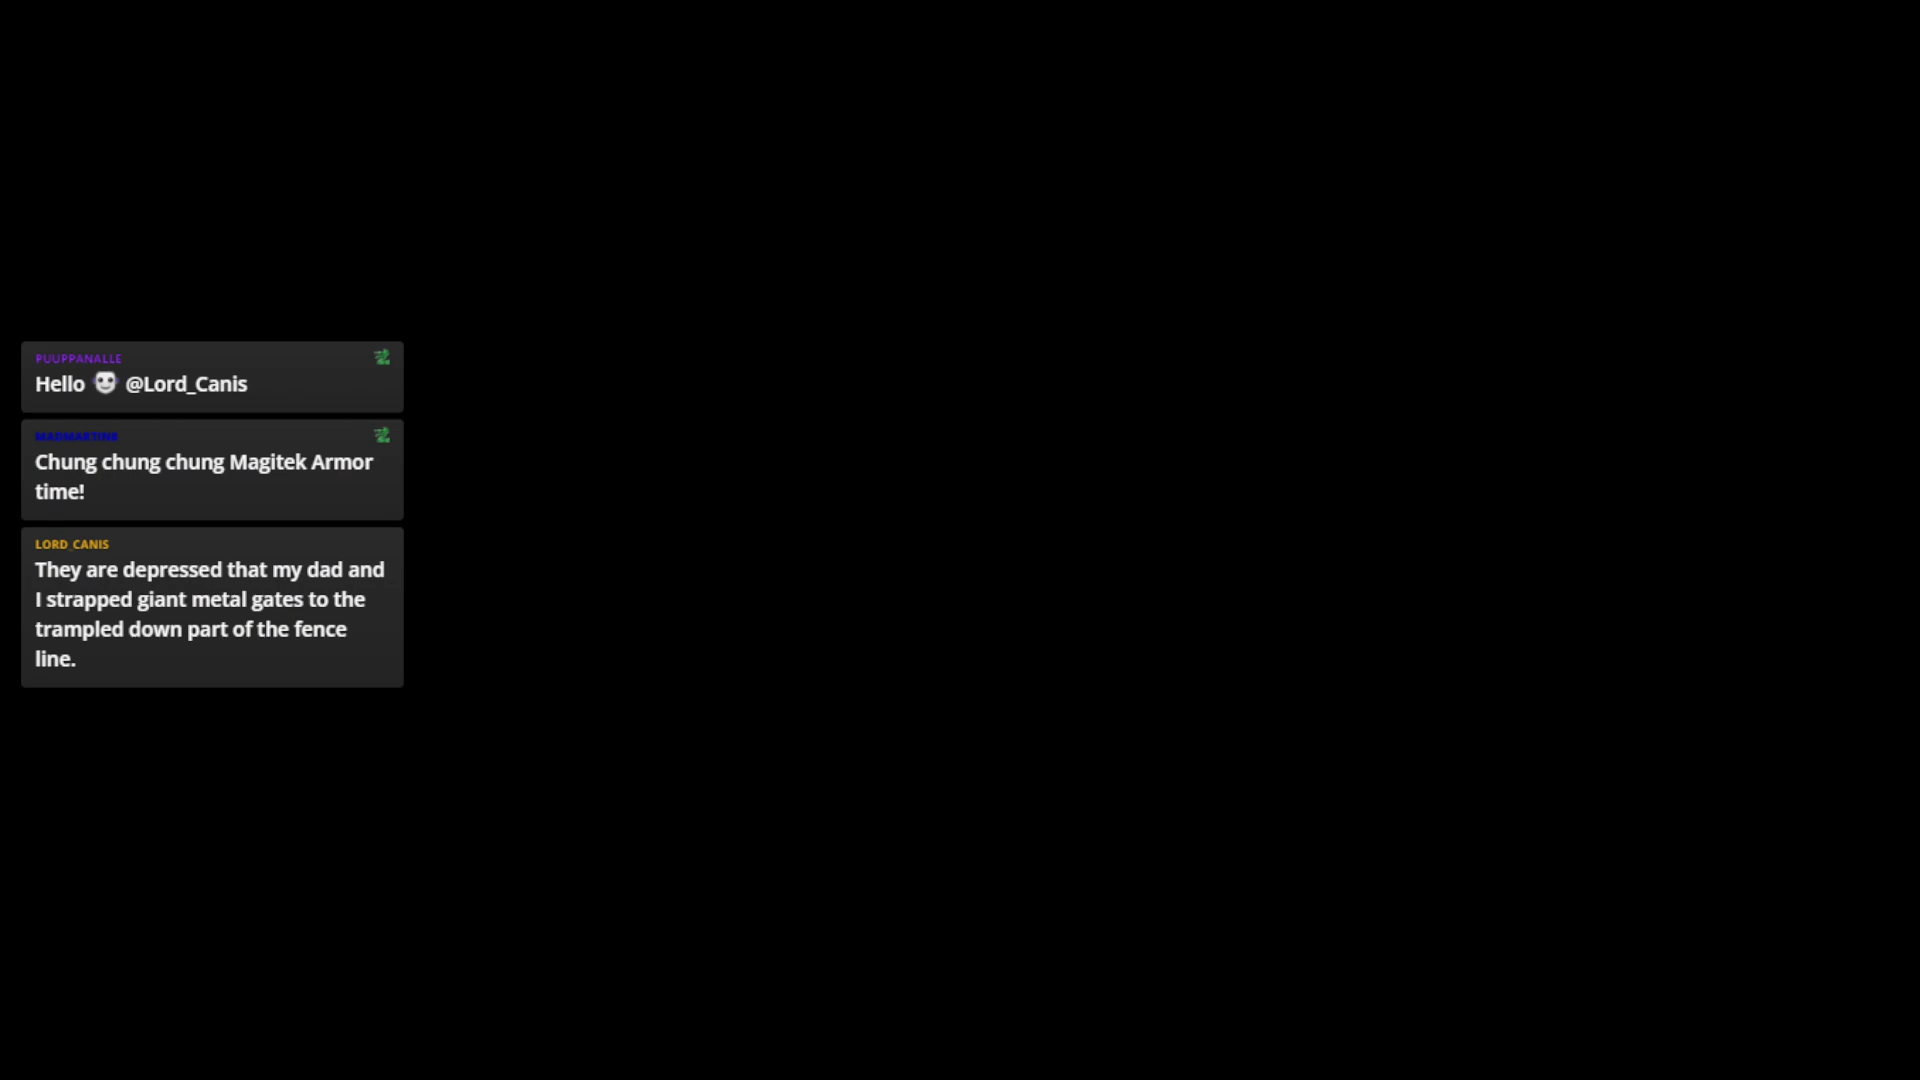 PUUPPANALLE
Hello @Lord_Canis
Chung chung chung Magitek Armor
time!
LORD_CANIS
They are depressed that my dad and
I strapped giant metal gates to the
trampled down part of the fence
line.